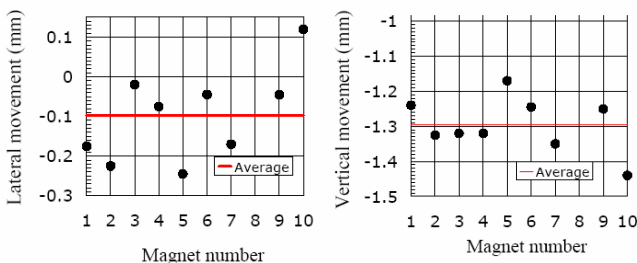 Lateral movement (mm)
0.1
0
-0.1
-0.2
-0.3
Average
1 2 3 4 5 6 7 8 9 10
Magnet number
Vertical movement (mm)
-1
-1.1
-1.2
-1.3
-1.4
-1.5
Average
1 2 3 4 5 6 7 8 9 10
Magnet number